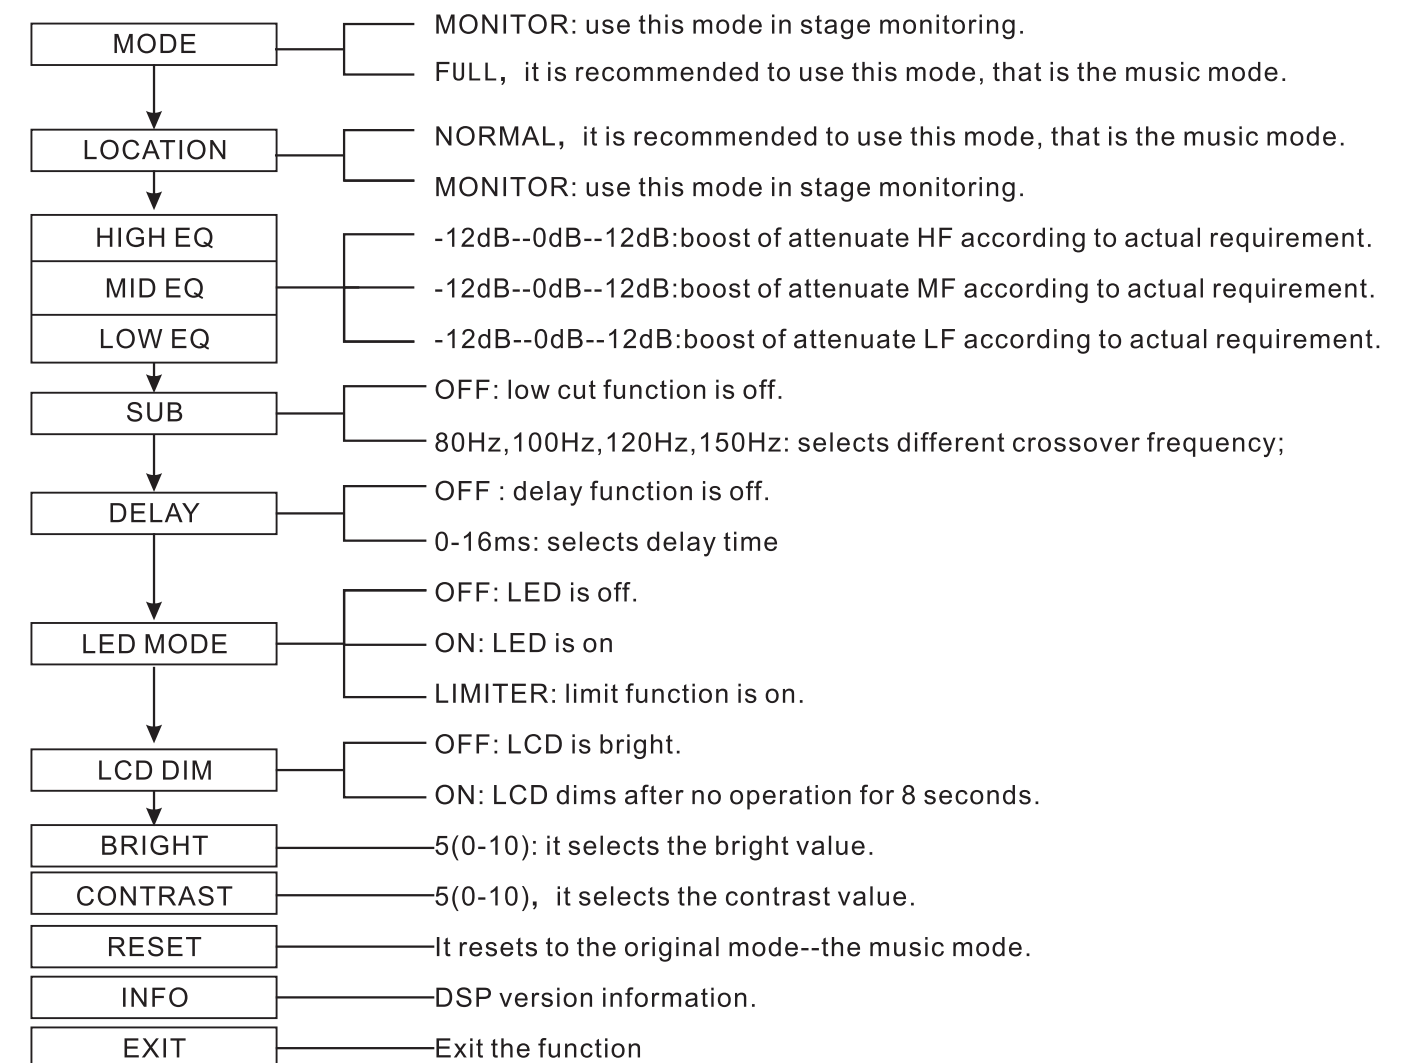 MODE
MONITOR: use this mode in stage monitoring.
FULL, it is recommended to use this mode, that is the music mode.
LOCATION
NORMAL, it is recommended to use this mode, that is the music mode.
MONITOR: use this mode in stage monitoring.
HIGH EQ
-12dB--0dB--12dB:boost of attenuate HF according to actual requirement.
MID EQ
-12dB--0dB--12dB:boost of attenuate MF according to actual requirement.
LOW EQ
-12dB--0dB--12dB:boost of attenuate LF according to actual requirement.
SUB
OFF: low cut function is off.
80Hz,100Hz,120Hz,150Hz: selects different crossover frequency;
DELAY
OFF : delay function is off.
0-16ms: selects delay time
LED MODE
OFF: LED is off.
ON: LED is on
LIMITER: limit function is on.
LCD DIM
OFF: LCD is bright.
ON: LCD dims after no operation for 8 seconds.
BRIGHT
5(0-10): it selects the bright value.
CONTRAST
5(0-10), it selects the contrast value.
RESET
It resets to the original mode--the music mode.
INFO
DSP version information.
EXIT
Exit the function